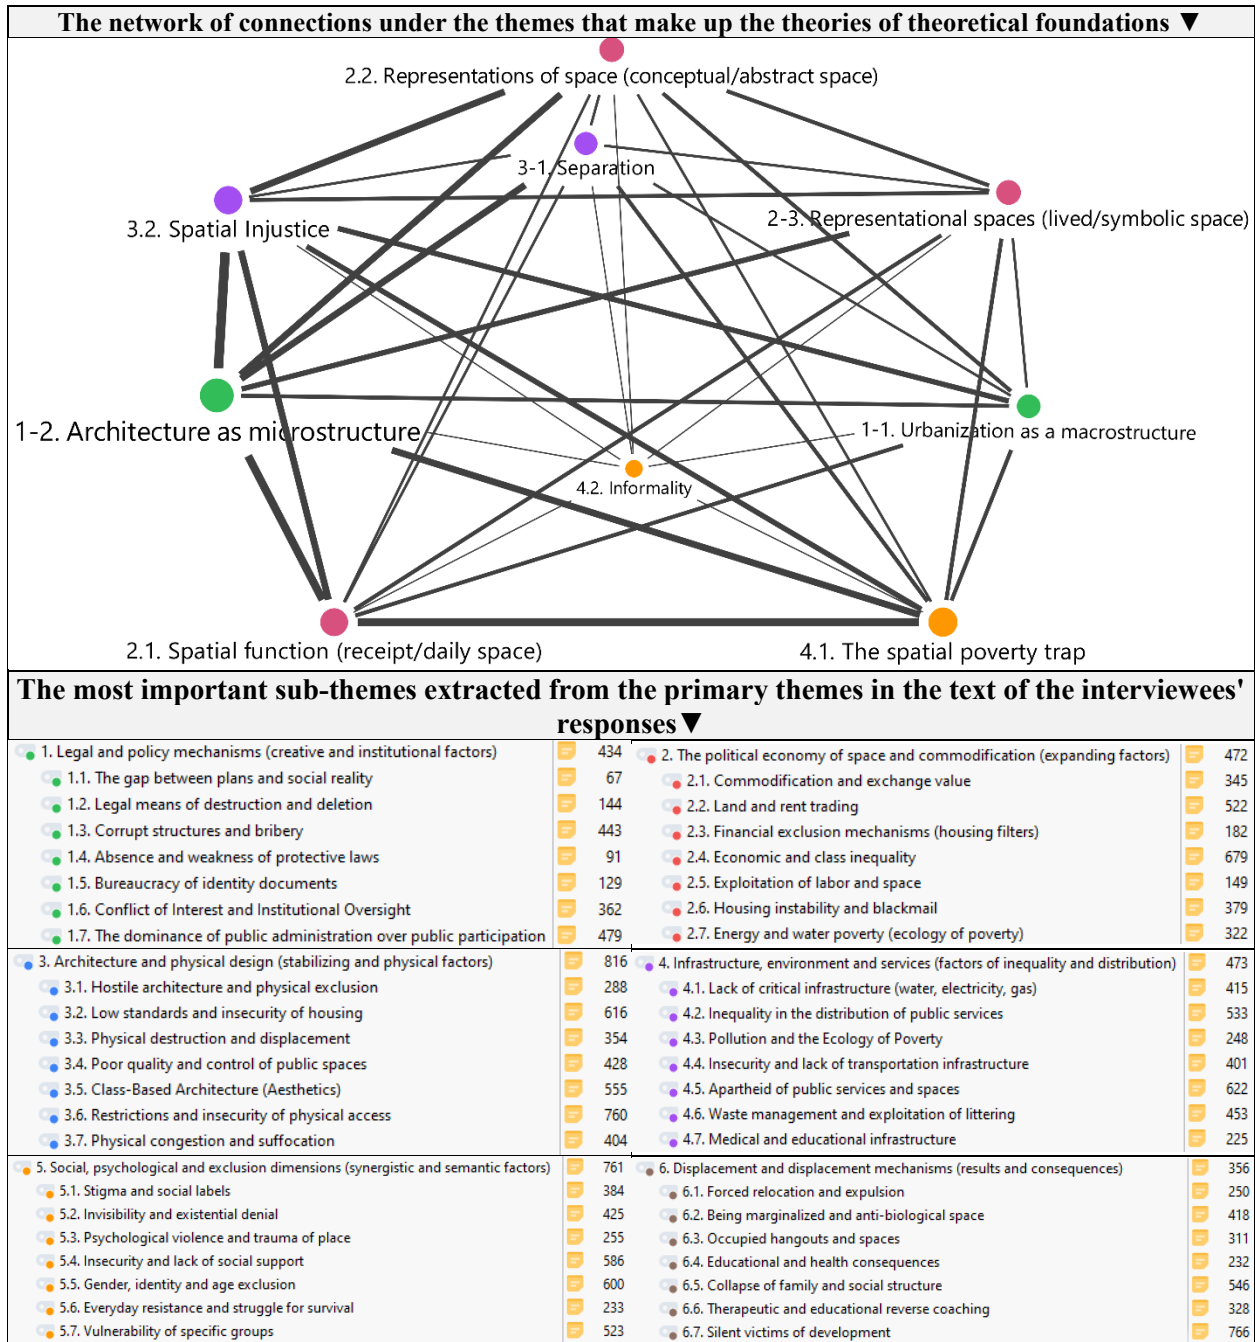 The network of connections under the themes that make up the theories of theoretical foundations ▼
2.2. Representations of space (conceptual/abstract space)
3-1. Separation
2-3. Representational spaces (lived/symbolic space)
3.2. Spatial Injustice
1-2. Architecture as microstructure
1-1. Urbanization as a macrostructure
4.2. Informality
2.1. Spatial function (receipt/daily space)
4.1. The spatial poverty trap
The most important sub-themes extracted from the primary themes in the text of the interviewees'
responses▼
1. Legal and policy mechanisms (creative and institutional factors) 434
1.1. The gap between plans and social reality 67
1.2. Legal means of destruction and deletion 144
1.3. Corrupt structures and bribery 443
1.4. Absence and weakness of protective laws 91
1.5. Bureaucracy of identity documents 129
1.6. Conflict of Interest and Institutional Oversight 362
1.7. The dominance of public administration over public participation 479
2. The political economy of space and commodification (expanding factors) 472
2.1. Commodification and exchange value 345
2.2. Land and rent trading 522
2.3. Financial exclusion mechanisms (housing filters) 182
2.4. Economic and class inequality 679
2.5. Exploitation of labor and space 149
2.6. Housing instability and blackmail 379
2.7. Energy and water poverty (ecology of poverty) 322
3. Architecture and physical design (stabilizing and physical factors) 816
3.1. Hostile architecture and physical exclusion 288
3.2. Low standards and insecurity of housing 616
3.3. Physical destruction and displacement 354
3.4. Poor quality and control of public spaces 428
3.5. Class-Based Architecture (Aesthetics) 555
3.6. Restrictions and insecurity of physical access 760
3.7. Physical congestion and suffocation 404
4. Infrastructure, environment and services (factors of inequality and distribution) 473
4.1. Lack of critical infrastructure (water, electricity, gas) 415
4.2. Inequality in the distribution of public services 533
4.3. Pollution and the Ecology of Poverty 248
4.4. Insecurity and lack of transportation infrastructure 401
4.5. Apartheid of public services and spaces 622
4.6. Waste management and exploitation of littering 453
4.7. Medical and educational infrastructure 225
5. Social, psychological and exclusion dimensions (synergistic and semantic factors) 761
5.1. Stigma and social labels 384
5.2. Invisibility and existential denial 425
5.3. Psychological violence and trauma of place 255
5.4. Insecurity and lack of social support 586
5.5. Gender, identity and age exclusion 600
5.6. Everyday resistance and struggle for survival 233
5.7. Vulnerability of specific groups 523
6. Displacement and displacement mechanisms (results and consequences) 356
6.1. Forced relocation and expulsion 250
6.2. Being marginalized and anti-biological space 418
6.3. Occupied hangouts and spaces 311
6.4. Educational and health consequences 232
6.5. Collapse of family and social structure 546
6.6. Therapeutic and educational reverse coaching 328
6.7. Silent victims of development 766